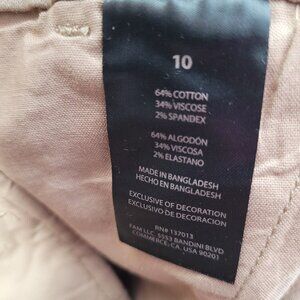 10
64% COTTON
34% VISCOSE
2% SPANDEX
64% ALGODÓN
34% VISCOSA
2% ELASTANO
MADE IN BANGLADESH
HECHO EN BANGLADESH
EXCLUSIVE OF DECORATION
EXCLUSIVO DE DECORACION
RN# 137013
FAM LLC, 5553 BANDINI BLVD
COMMERCE, CA. USA 90201